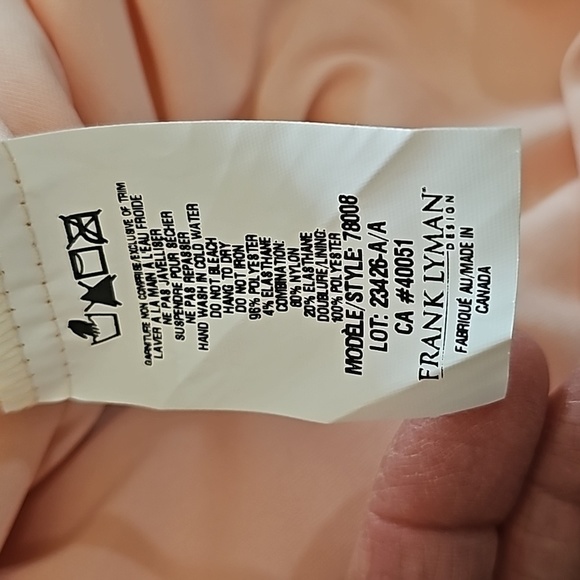 GARNITURE NON COMPRISE/EXCLUSIVE OF TRIM
LAVER À LA MAIN À L'EAU FROIDE
NE PAS JAVELLISER
SUSPENDRE POUR SÉCHER
NE PAS REPASSER
HAND WASH IN COLD WATER
DO NOT BLEACH
HANG TO DRY
DO NOT IRON
96% POLYESTER
4% ELASTHANE
COMBINATION:
80% NYLON
20% ELASTHANE
DOUBLURE/LINING:
100% POLYESTER
MODÈLE/STYLE: 78008
LOT: 23426-A/A
CA #40051
FRANK LYMAN
DESIGN
FABRIQUÉ AU/MADE IN
CANADA